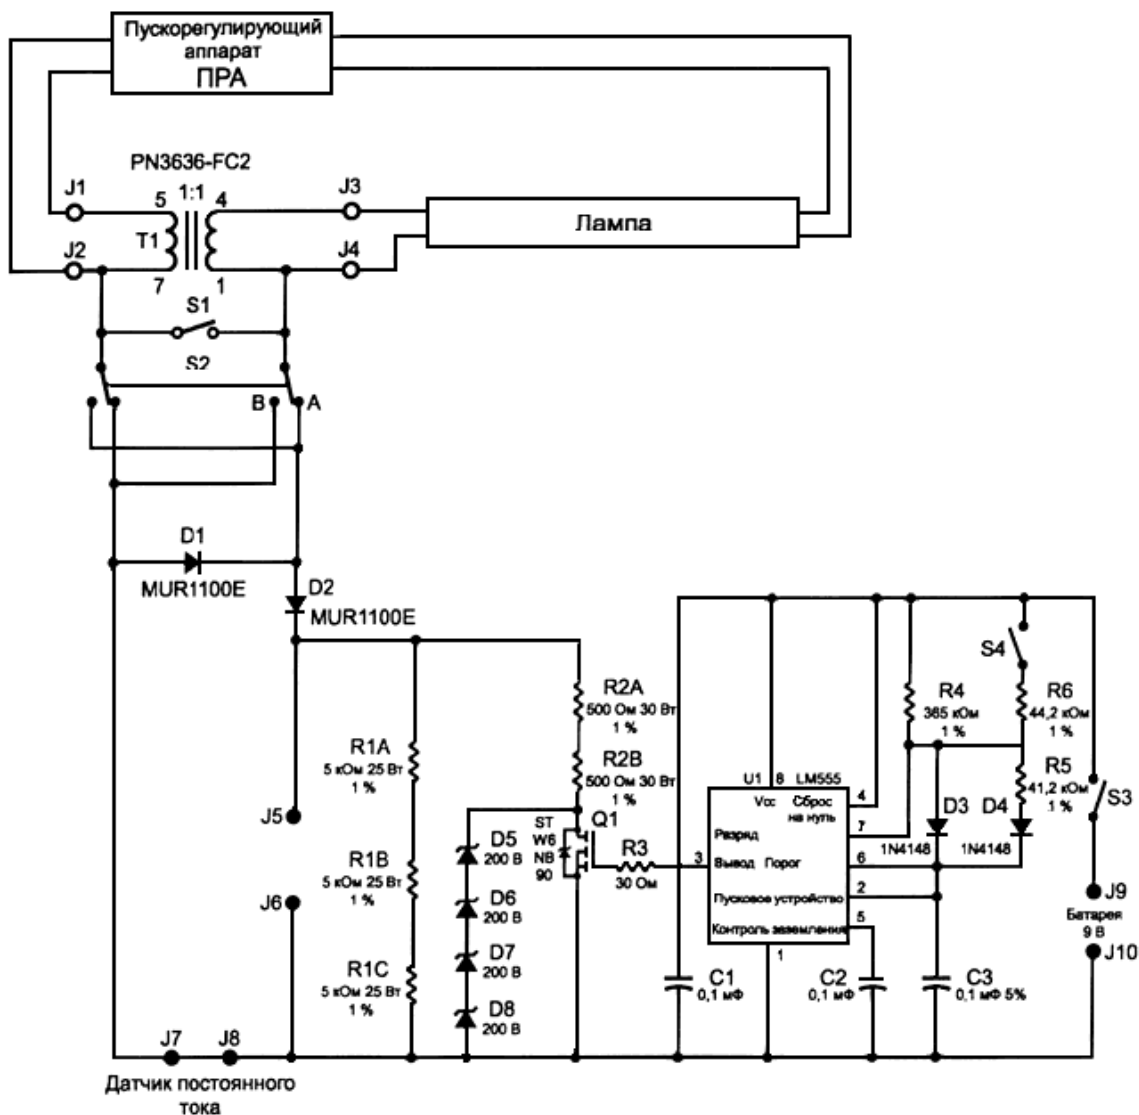 Пускорегулирующий
аппарат
ПРА
PN3636-FC2
J1
5
1:1
4
J3
T1
Лампа
J2
7
1
J4
S1
S2
B
A
D1
MUR1100E
D2
MUR1100E
S4
R2A
500 Ом 30 Вт
1 %
R4
365 кОм
1 %
R6
44,2 кОм
1 %
R1A
5 кОм 25 Вт
1 %
R2B
500 Ом 30 Вт
1 %
R5
41,2 кОм
1 %
S3
U1
8
LM555
Vcc
Сброс
на нуль
4
J5
D5
200 В
ST
W6
NB
90
Q1
R3
30 Ом
3
Разряд
7
D3
1N4148
D4
1N4148
Вывод
Порог
6
R1B
5 кОм 25 Вт
1 %
J6
D6
200 В
Пусковое устройство
2
J9
Батарея
9 В
J10
Контроль заземления
5
1
D7
200 В
R1C
5 кОм 25 Вт
1 %
C1
0,1 мФ
C2
0,1 мФ
C3
0,1 мФ 5%
D8
200 В
J7
J8
Датчик постоянного
тока